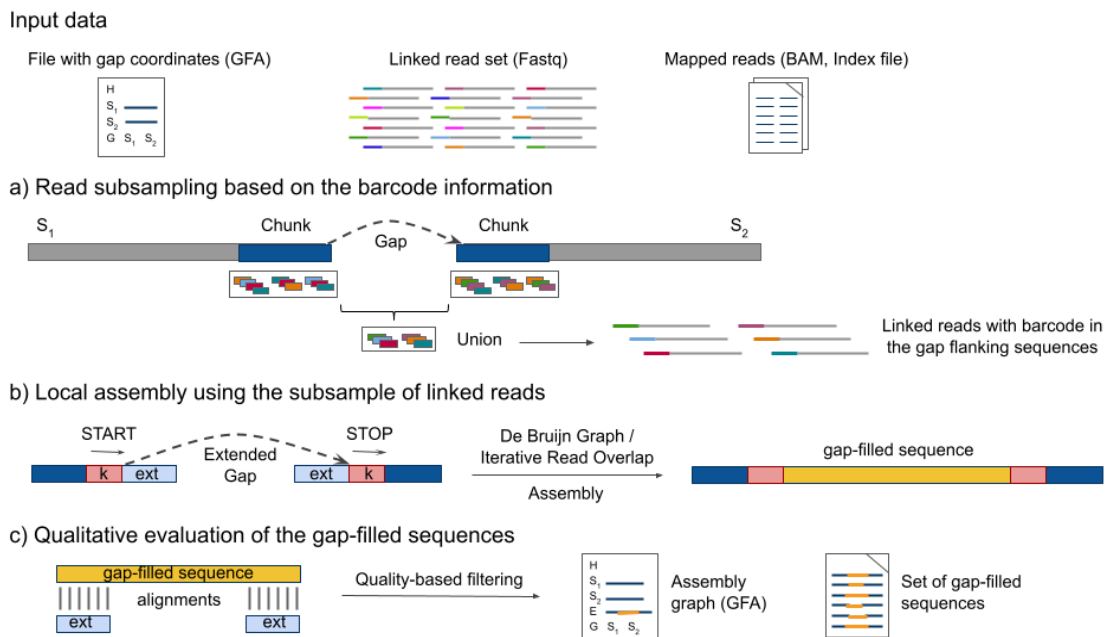 Input data
File with gap coordinates (GFA)
Linked read set (Fastq)
Mapped reads (BAM, Index file)
H
S1
S2
G S1 S2
a) Read subsampling based on the barcode information
S1
Chunk
Gap
Chunk
S2
Union
Linked reads with barcode in
the gap flanking sequences
b) Local assembly using the subsample of linked reads
START
k
ext
Extended
Gap
STOP
ext
k
De Bruijn Graph /
Iterative Read Overlap
Assembly
gap-filled sequence
c) Qualitative evaluation of the gap-filled sequences
gap-filled sequence
alignments
ext
ext
Quality-based filtering
H
S1
S2
E
G S1 S2
Assembly
graph (GFA)
Set of gap-filled
sequences